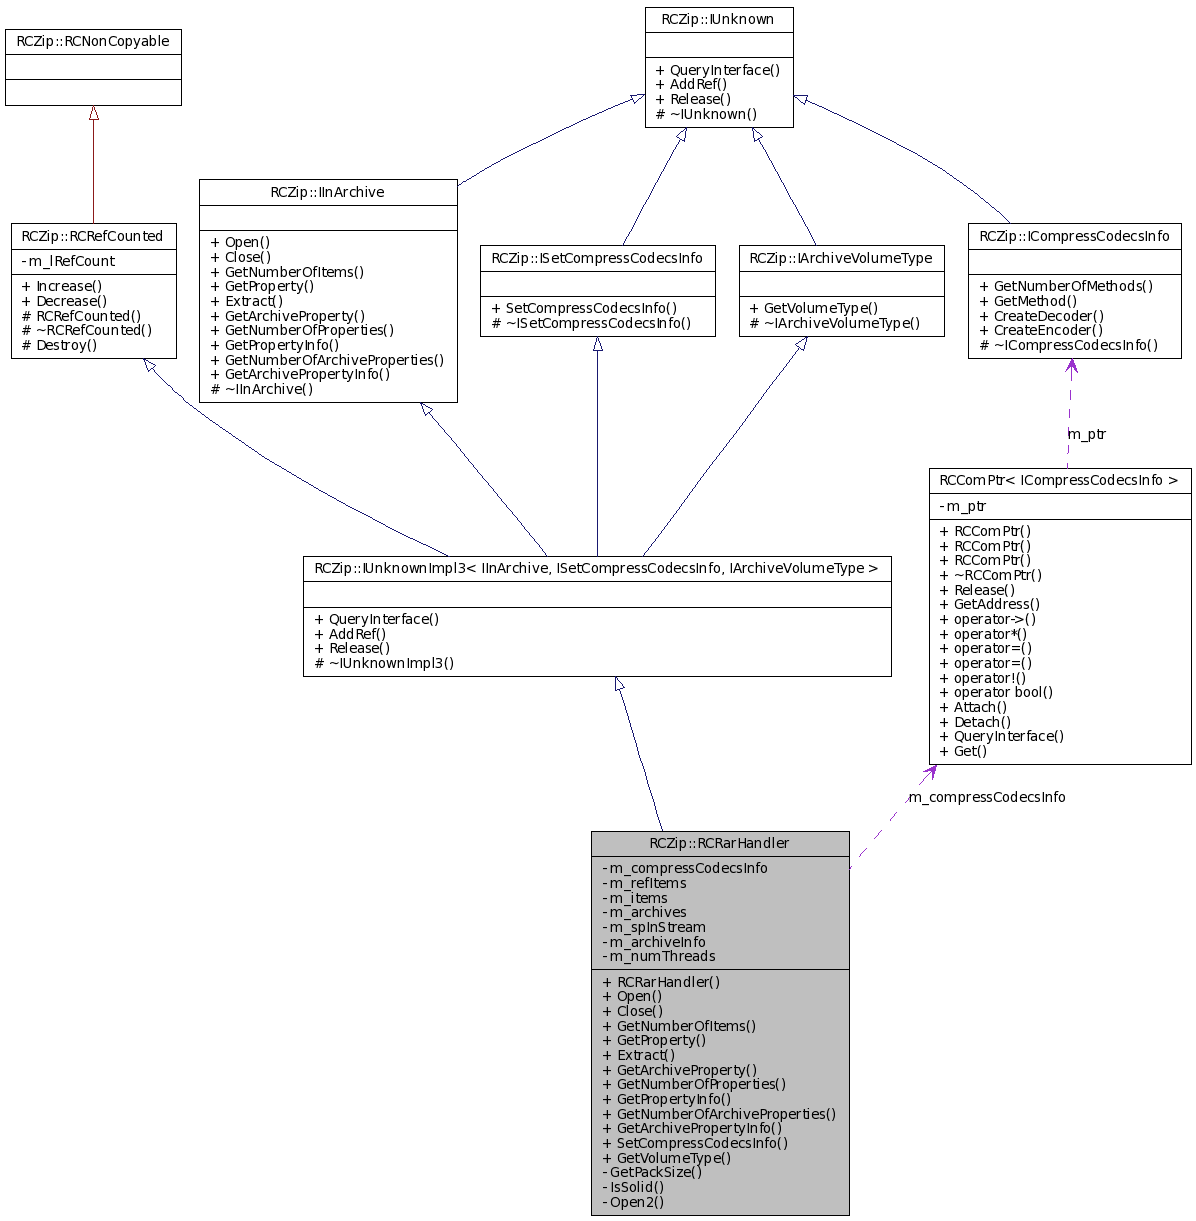 RCZip::IUnknown
+ QueryInterface()
+ AddRef()
+ Release()
# ~IUnknown()
RCZip::RCNonCopyable
RCZip::IInArchive
+ Open()
+ Close()
+ GetNumberOfItems()
+ GetProperty()
+ Extract()
+ GetArchiveProperty()
+ GetNumberOfProperties()
+ GetPropertyInfo()
+ GetNumberOfArchiveProperties()
+ GetArchivePropertyInfo()
# ~IInArchive()
RCZip::RCRefCounted
- m_lRefCount
+ Increase()
+ Decrease()
# RCRefCounted()
# ~RCRefCounted()
# Destroy()
RCZip::ISetCompressCodecsInfo
+ SetCompressCodecsInfo()
# ~ISetCompressCodecsInfo()
RCZip::IArchiveVolumeType
+ GetVolumeType()
# ~IArchiveVolumeType()
RCZip::ICompressCodecsInfo
+ GetNumberOfMethods()
+ GetMethod()
+ CreateDecoder()
+ CreateEncoder()
# ~ICompressCodecsInfo()
m_ptr
RCComPtr< ICompressCodecsInfo >
- m_ptr
+ RCComPtr()
+ RCComPtr()
+ RCComPtr()
+ ~RCComPtr()
+ Release()
+ GetAddress()
+ operator->()
+ operator*()
+ operator=()
+ operator=()
+ operator!()
+ operator bool()
+ Attach()
+ Detach()
+ QueryInterface()
+ Get()
RCZip::IUnknownImpl3< IInArchive, ISetCompressCodecsInfo, IArchiveVolumeType >
+ QueryInterface()
+ AddRef()
+ Release()
# ~IUnknownImpl3()
m_compressCodecsInfo
RCZip::RCRarHandler
- m_compressCodecsInfo
- m_refItems
- m_items
- m_archives
- m_spInStream
- m_archiveInfo
- m_numThreads
+ RCRarHandler()
+ Open()
+ Close()
+ GetNumberOfItems()
+ GetProperty()
+ Extract()
+ GetArchiveProperty()
+ GetNumberOfProperties()
+ GetPropertyInfo()
+ GetNumberOfArchiveProperties()
+ GetArchivePropertyInfo()
+ SetCompressCodecsInfo()
+ GetVolumeType()
- GetPackSize()
- IsSolid()
- Open2()